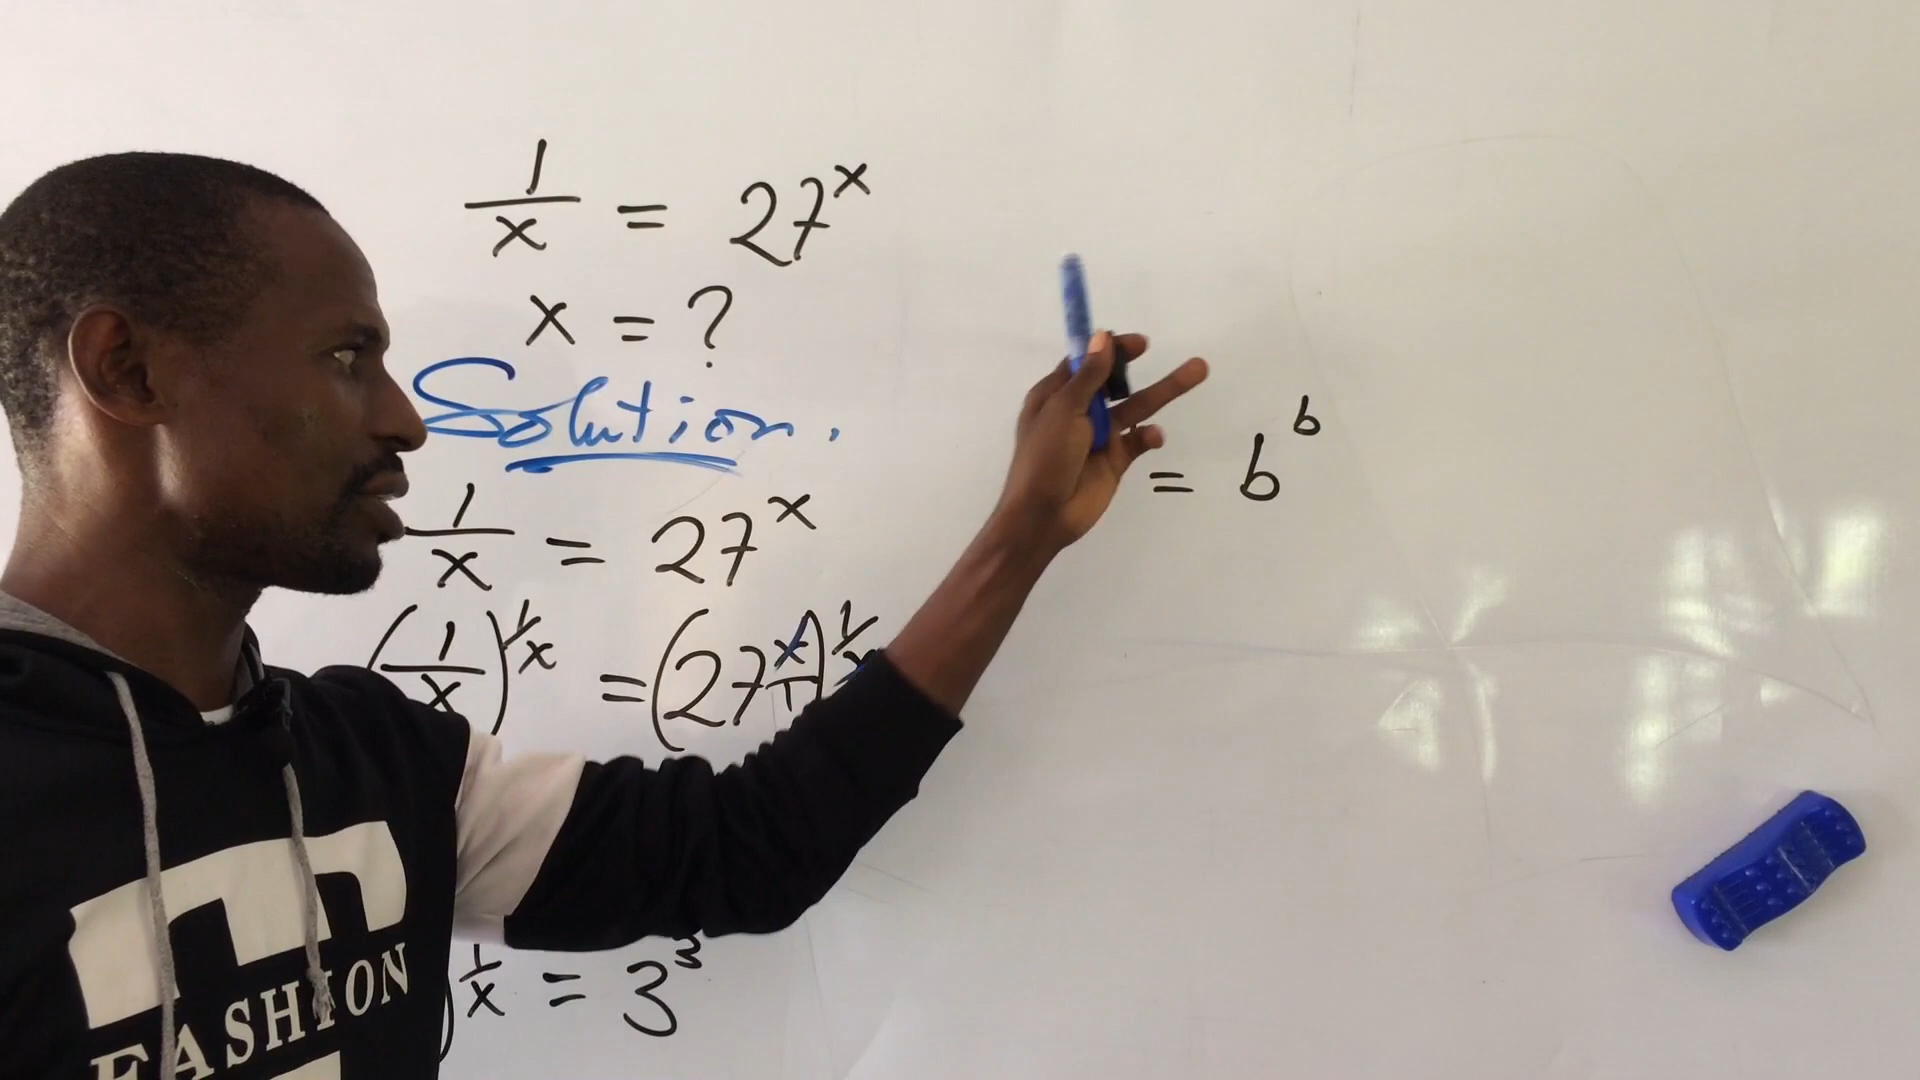 1/x = 27^x
x = ?
Solution.
1/x = 27^x
(1/x)^(1/x) = (27^(x/1))^(1/x)
)^(1/x) = 3^3
= b^b
FASHION